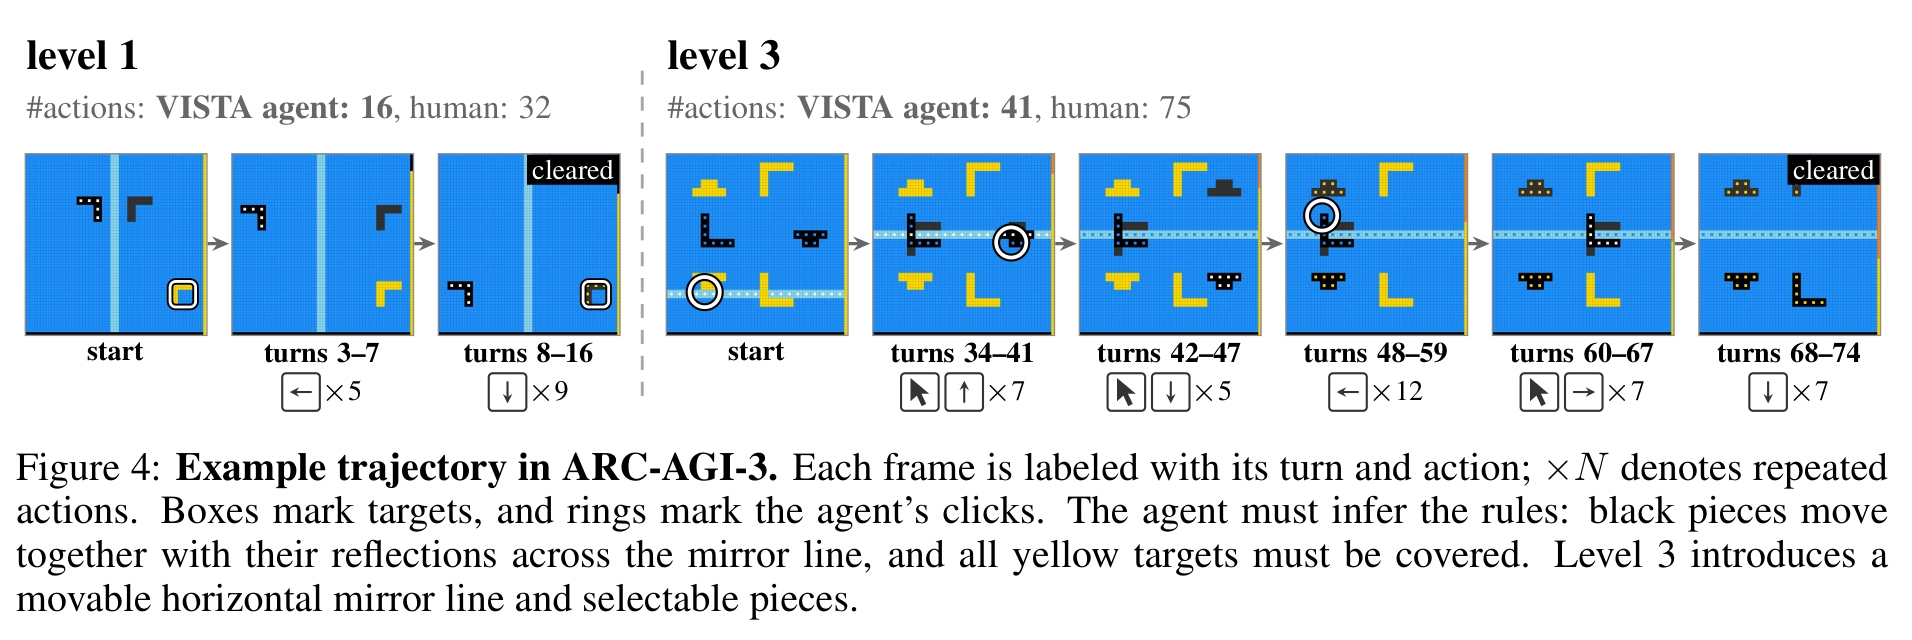 level 1
#actions: VISTA agent: 16, human: 32
level 3
#actions: VISTA agent: 41, human: 75
cleared
cleared
start
turns 3–7
turns 8–16
start
turns 34–41
turns 42–47
turns 48–59
turns 60–67
turns 68–74
←×5
↓×9
↑×7
↓×5
←×12
→×7
↓×7
Figure 4: Example trajectory in ARC-AGI-3. Each frame is labeled with its turn and action; ×N denotes repeated
actions. Boxes mark targets, and rings mark the agent's clicks. The agent must infer the rules: black pieces move
together with their reflections across the mirror line, and all yellow targets must be covered. Level 3 introduces a
movable horizontal mirror line and selectable pieces.